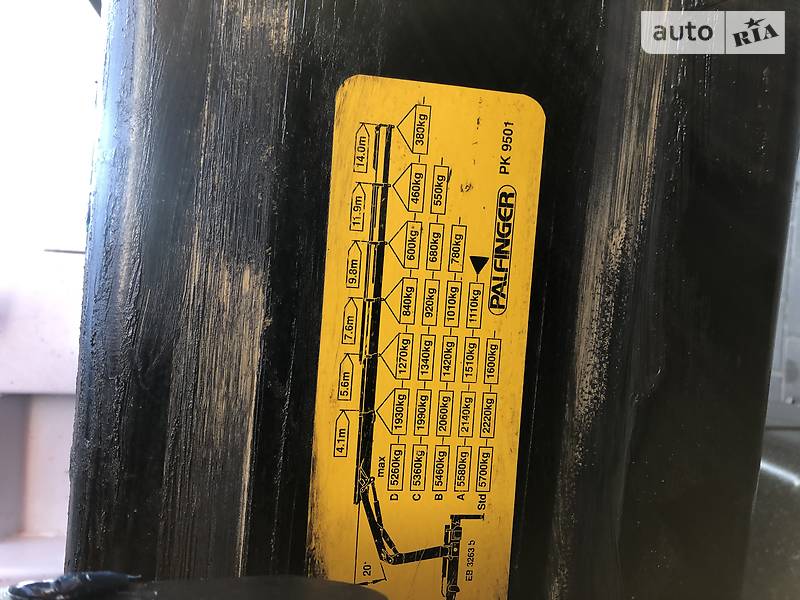 auto RIA
4.1m 5.6m 7.6m 9.8m 11.9m 14.0m
max
D 5260kg 1930kg 1270kg 840kg 600kg 460kg 380kg
C 5360kg 1990kg 1340kg 920kg 680kg 550kg
B 5460kg 2060kg 1420kg 1010kg 780kg
A 5580kg 2140kg 1510kg 1110kg
Std 5700kg 2220kg 1600kg
20°
EB 3263 b
PALFINGER PK 9501